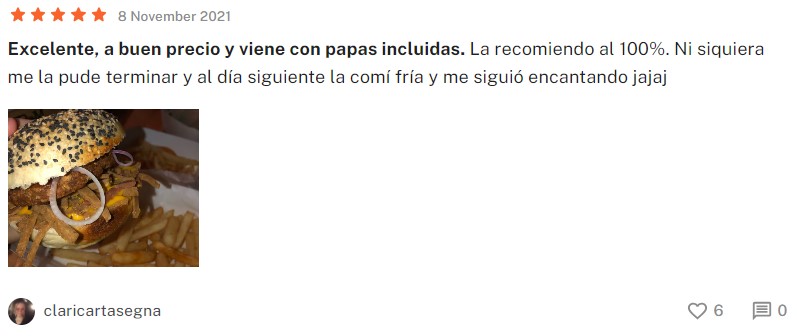 8 November 2021
Excelente, a buen precio y viene con papas incluidas. La recomiendo al 100%. Ni siquiera
me la pude terminar y al día siguiente la comí fría y me siguió encantando jajaj
claricartasegna
6
0